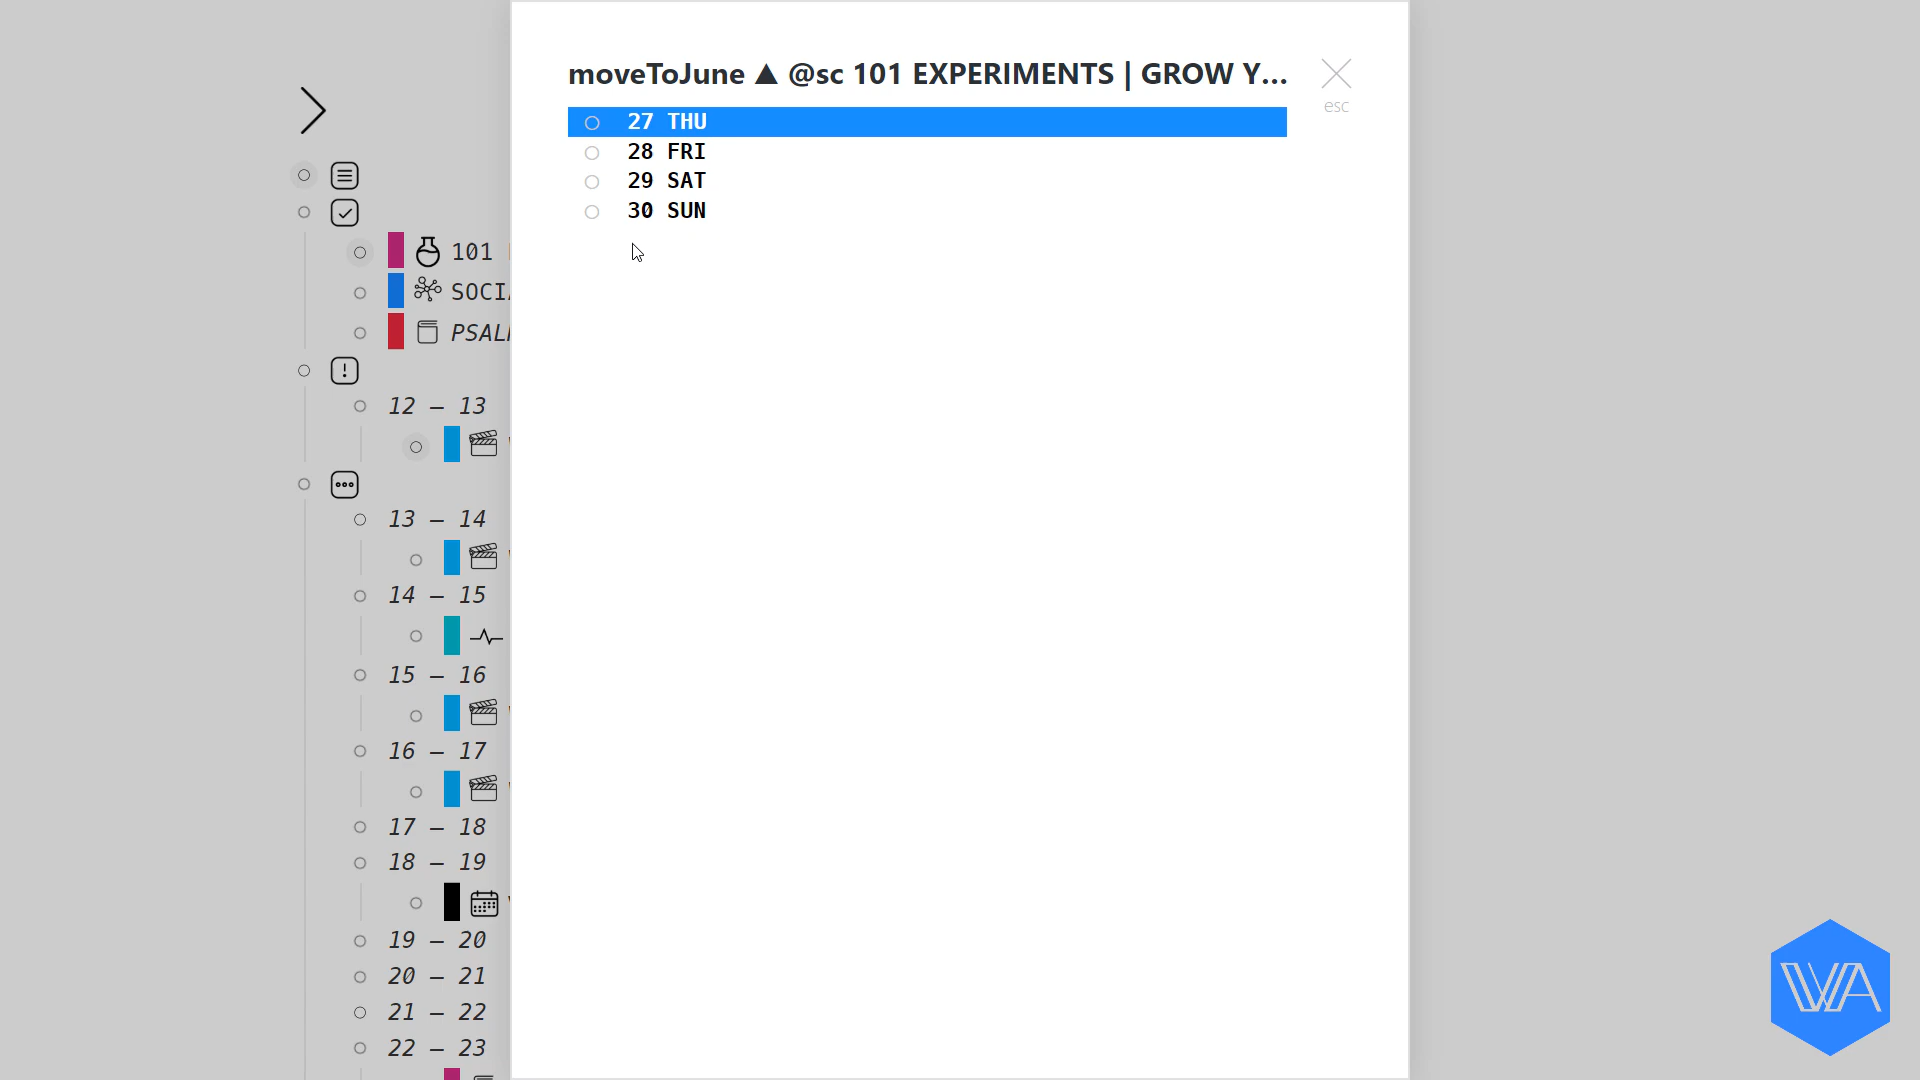 moveToJune ▲ @sc 101 EXPERIMENTS | GROW Y...
esc
27 THU
28 FRI
29 SAT
30 SUN
101
SOCI
PSAL
12 – 13
13 – 14
14 – 15
15 – 16
16 – 17
17 – 18
18 – 19
19 – 20
20 – 21
21 – 22
22 – 23
WA